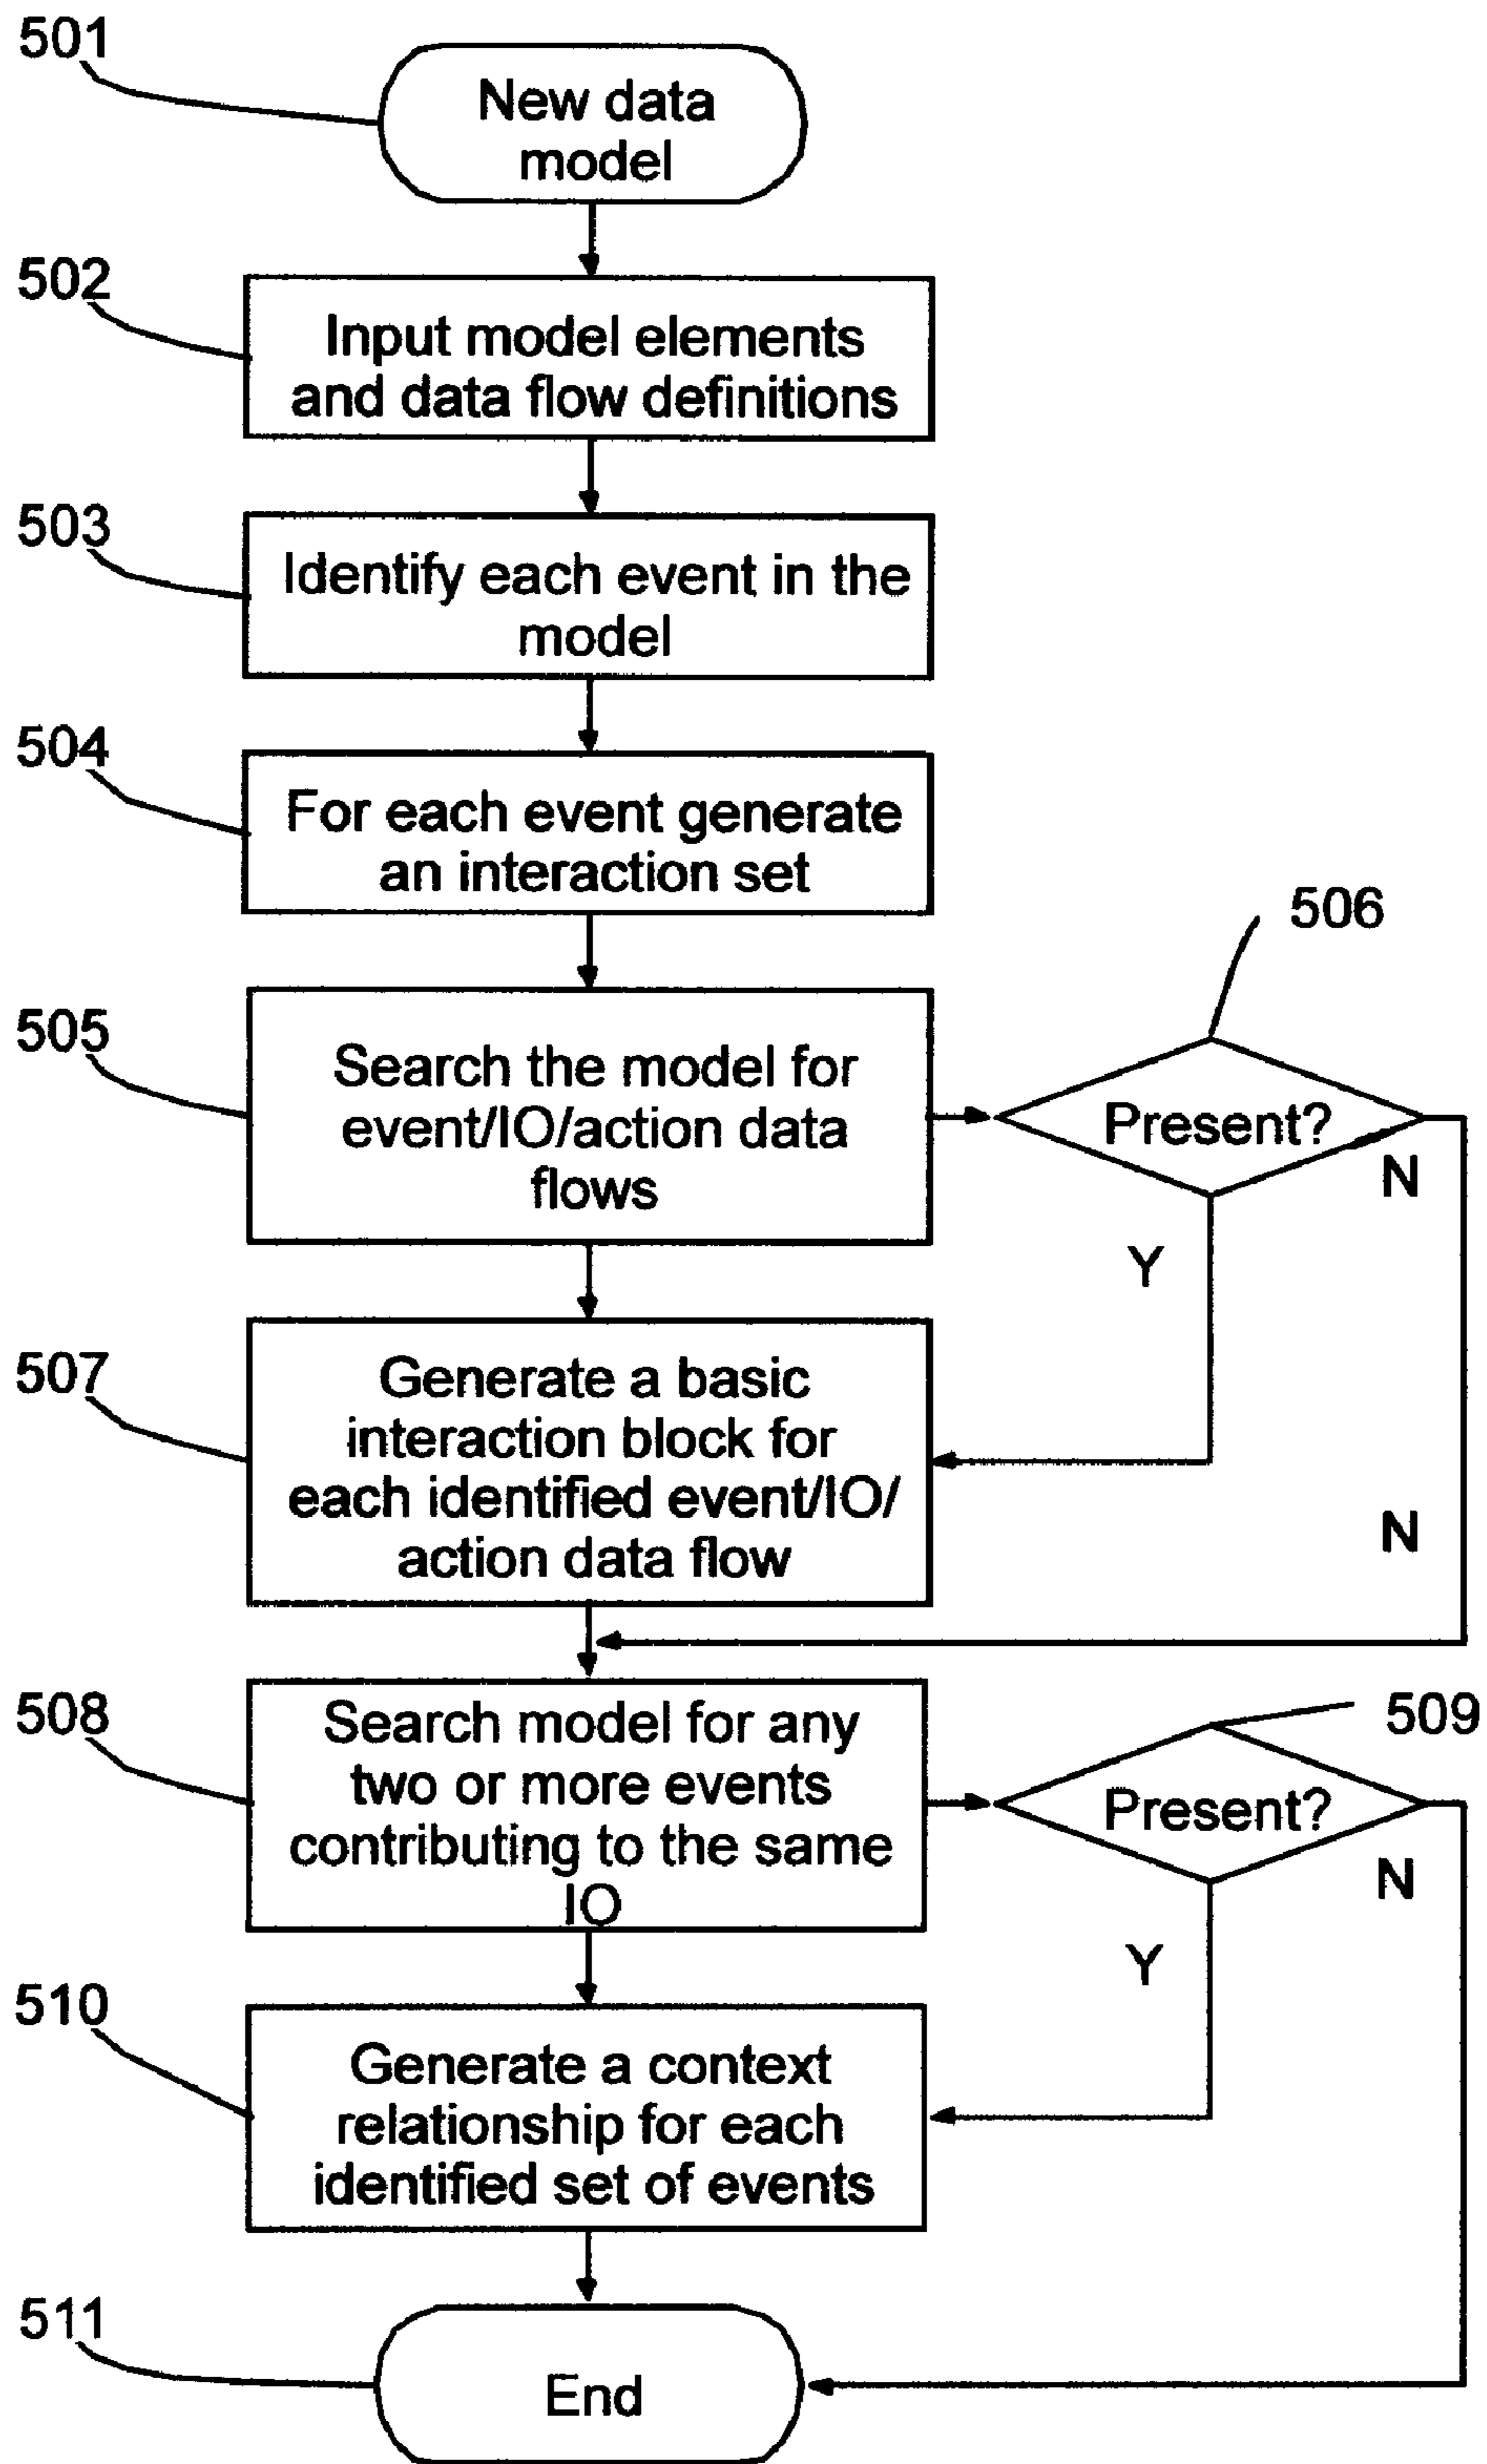 501
New data
model
502
Input model elements
and data flow definitions
503
Identify each event in the
model
504
For each event generate
an interaction set
505
Search the model for
event/IO/action data
flows
506
Present?
N
Y
507
Generate a basic
interaction block for
each identified event/IO/
action data flow
N
508
Search model for any
two or more events
contributing to the same
IO
509
Present?
N
Y
510
Generate a context
relationship for each
identified set of events
511
End